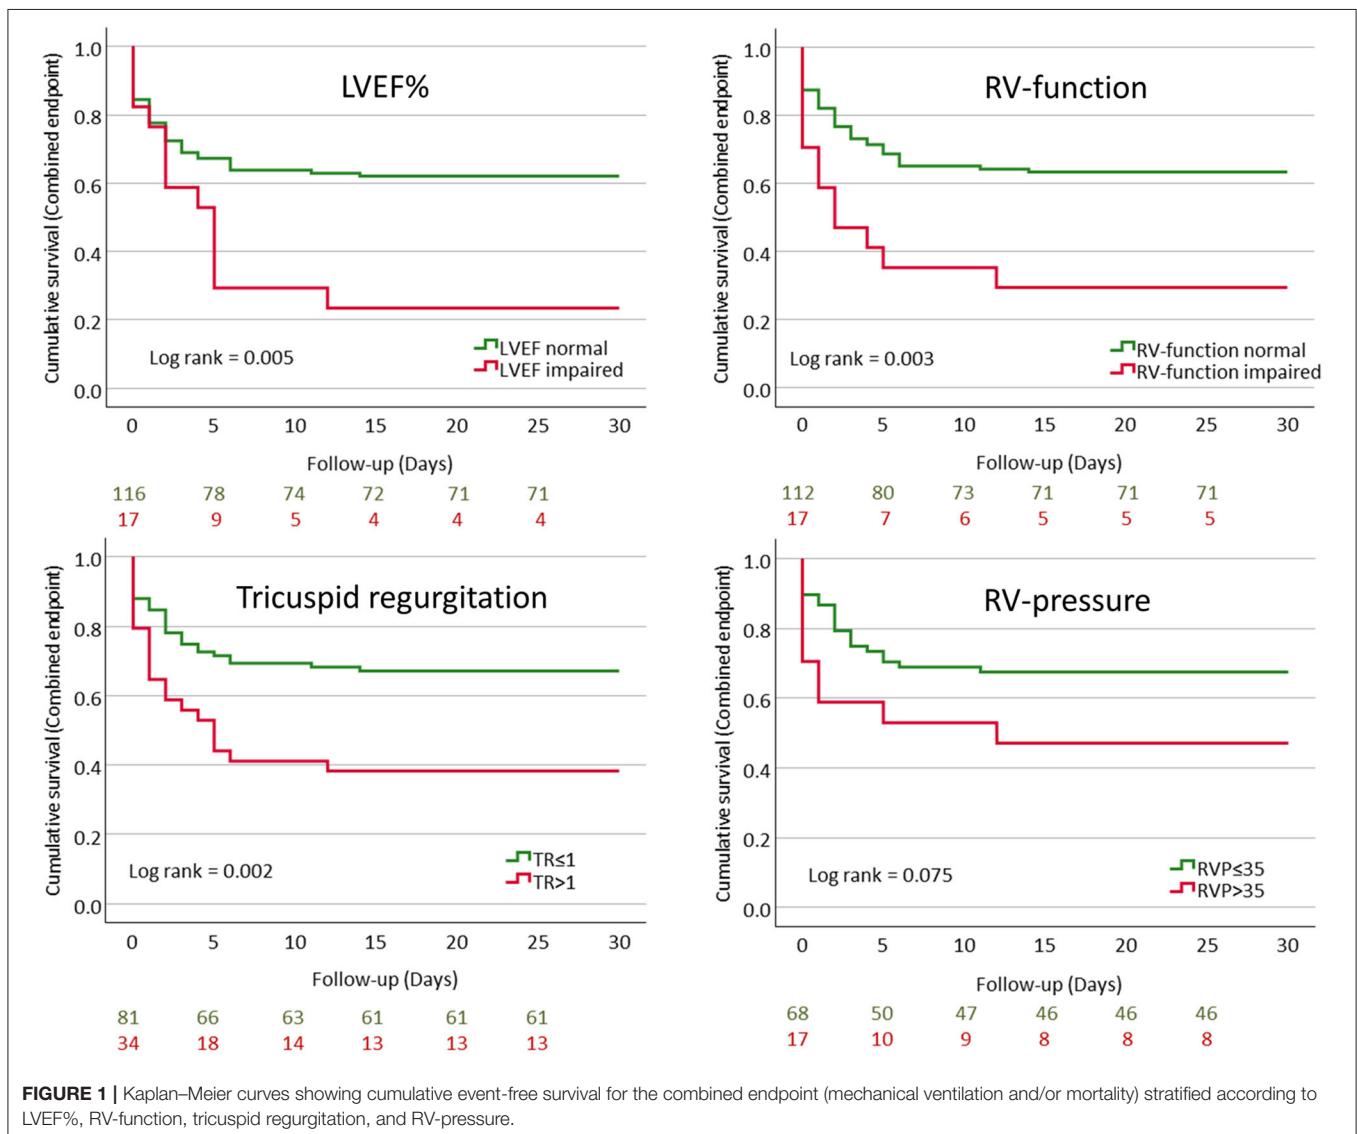 LVEF%
Cumulative survival (Combined endpoint)
1.0
0.8
0.6
0.4
0.2
0.0
Log rank = 0.005
LVEF normal
LVEF impaired
0 5 10 15 20 25 30
Follow-up (Days)
116 78 74 72 71 71
17 9 5 4 4 4
RV-function
Cumulative survival (Combined endpoint)
1.0
0.8
0.6
0.4
0.2
0.0
Log rank = 0.003
RV-function normal
RV-function impaired
0 5 10 15 20 25 30
Follow-up (Days)
112 80 73 71 71 71
17 7 6 5 5 5
Tricuspid regurgitation
Cumulative survival (Combined endpoint)
1.0
0.8
0.6
0.4
0.2
0.0
Log rank = 0.002
TR≤1
TR>1
0 5 10 15 20 25 30
Follow-up (Days)
81 66 63 61 61 61
34 18 14 13 13 13
RV-pressure
Cumulative survival (Combined endpoint)
1.0
0.8
0.6
0.4
0.2
0.0
Log rank = 0.075
RVP≤35
RVP>35
0 5 10 15 20 25 30
Follow-up (Days)
68 50 47 46 46 46
17 10 9 8 8 8
FIGURE 1 | Kaplan–Meier curves showing cumulative event-free survival for the combined endpoint (mechanical ventilation and/or mortality) stratified according to
LVEF%, RV-function, tricuspid regurgitation, and RV-pressure.